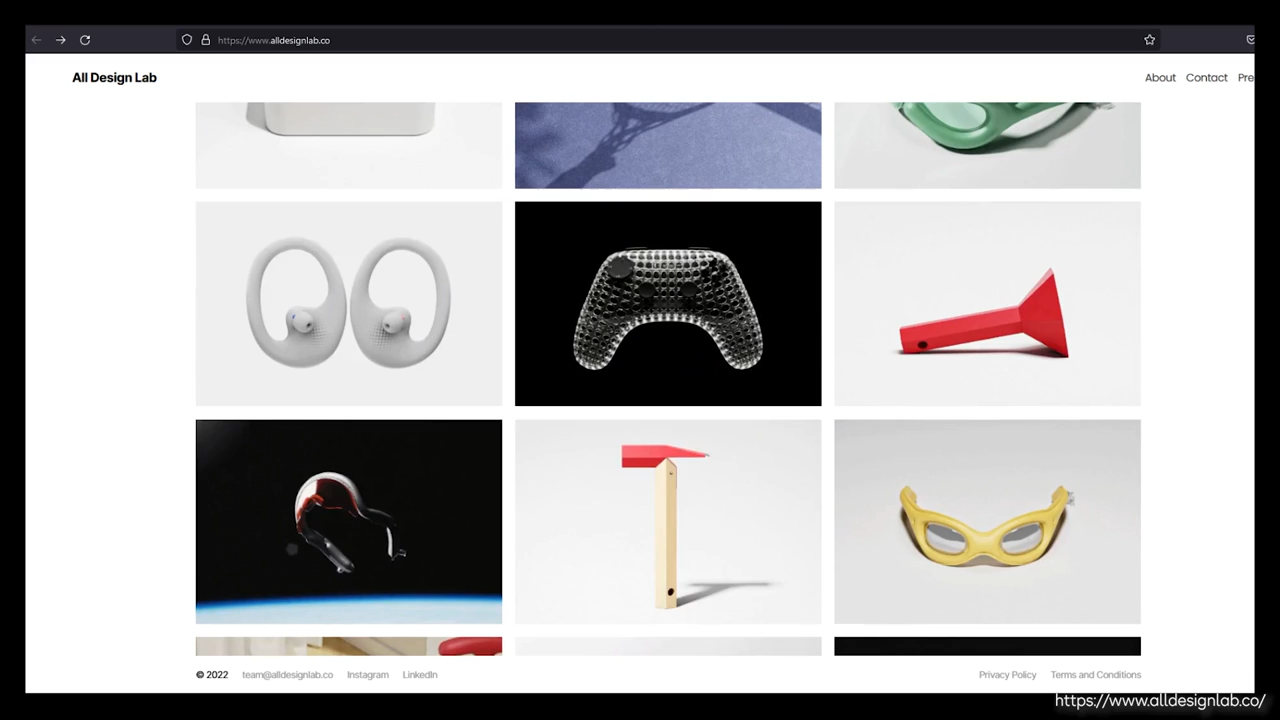 https://www.alldesignlab.co
All Design Lab
About Contact Pre
© 2022 team@alldesignlab.co Instagram LinkedIn Privacy Policy Terms and Conditions
https://www.alldesignlab.co/